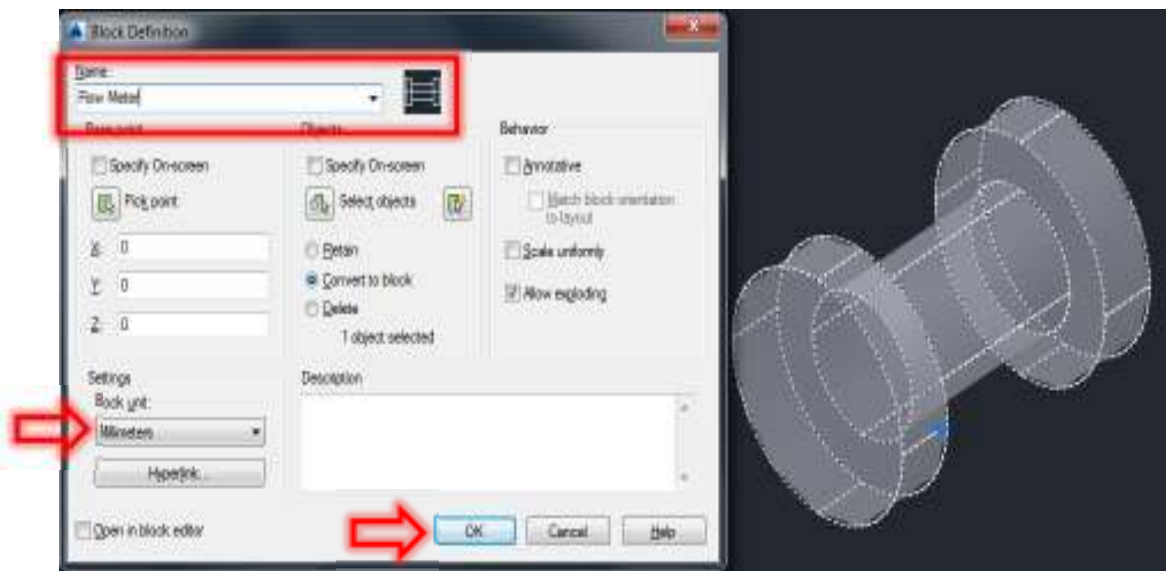 Block Definition
Name:
Flow Meter
Base point
Objects
Behavior
Specify On-screen
Specify On-screen
Annotative
Pick point
Select objects
Match block orientation
to layout
X: 0
Retain
Scale uniformly
Y: 0
Convert to block
Allow exploding
Delete
Z: 0
1 object selected
Settings
Description
Block unit:
Millimeters
Hyperlink...
Open in block editor
OK
Cancel
Help